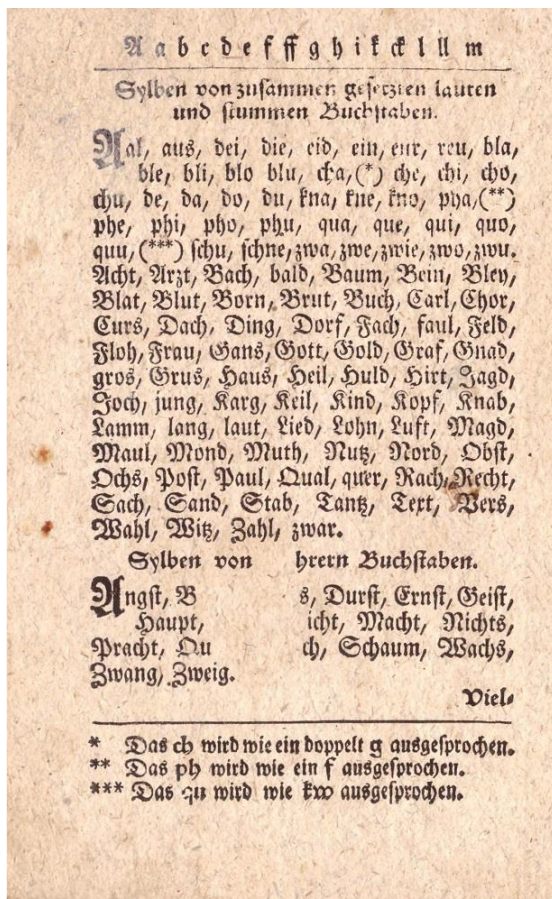 A a b c d e f ff g h i k ck l ll m
Sylben von zusammen gesetzten lauten
und stummen Buchstaben.
Aal, aus, dei, die, eid, ein, eur, reu, bla,
ble, bli, blo blu, cha,(*) che, chi, cho,
chu, de, da, do, du, kna, kne, kno, pha,(**)
phe, phi, pho, phu, qua, que, qui, quo,
quu,(***) schu, schne, zwa, zwe, zwie, zwo, zwu.
Acht, Arzt, Bach, bald, Baum, Bein, Bley,
Blat, Blut, Born, Brut, Buch, Carl, Chor,
Curs, Dach, Ding, Dorf, Fach, faul, Feld,
Floh, Frau, Gans, Gott, Gold, Graf, Gnad,
gros, Grus, Haus, Heil, Huld, Hirt, Jagd,
Joch, jung, Karg, Keil, Kind, Kopf, Knab,
Lamm, lang, laut, Lied, Lohn, Luft, Magd,
Maul, Mond, Muth, Nutz, Nord, Obst,
Ochs, Post, Paul, Qual, quer, Rach, Recht,
Sach, Sand, Stab, Tantz, Text, Vers,
Wahl, Witz, Zahl, zwar.
Sylben von hrern Buchstaben.
Angst, B s, Durst, Ernst, Geist,
Haupt, icht, Macht, Nichts,
Pracht, Qu ch, Schaum, Wachs,
Zwang, Zweig.
Viel-
* Das ch wird wie ein doppelt g ausgesprochen.
** Das ph wird wie ein f ausgesprochen.
*** Das qu wird wie kw ausgesprochen.